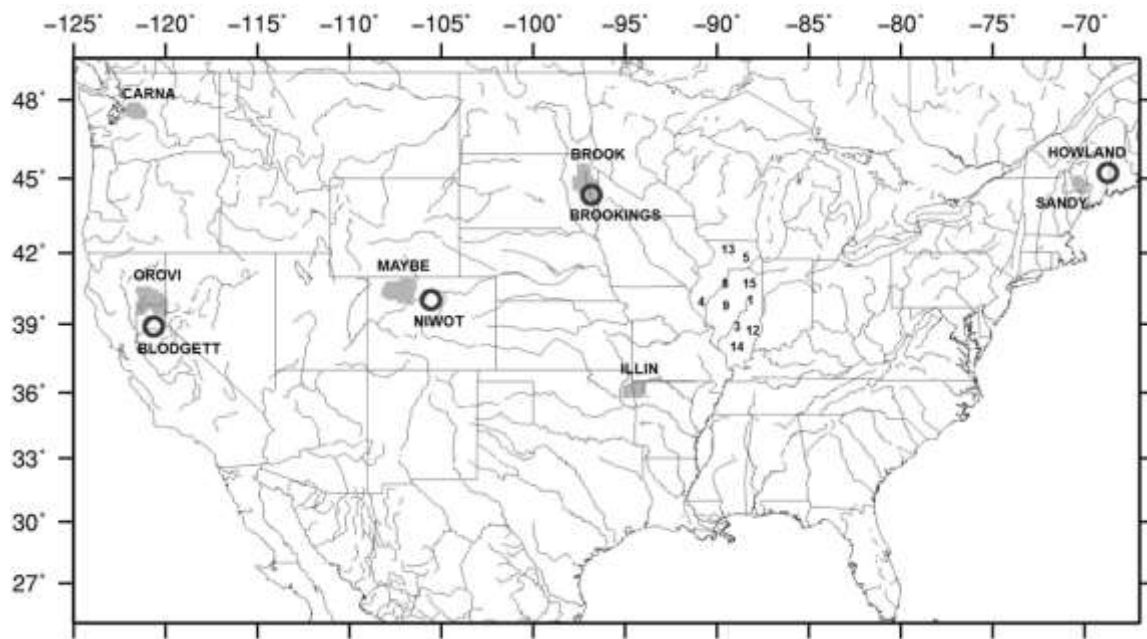 −125˚ −120˚ −115˚ −110˚ −105˚ −100˚ −95˚ −90˚ −85˚ −80˚ −75˚ −70˚
48˚
CARNA
BROOK
HOWLAND
45˚
SANDY
BROOKINGS
42˚
13
5
OROVI
MAYBE
8 15
4 9 1
39˚
NIWOT
3 12
BLODGETT
14
ILLIN
36˚
33˚
30˚
27˚